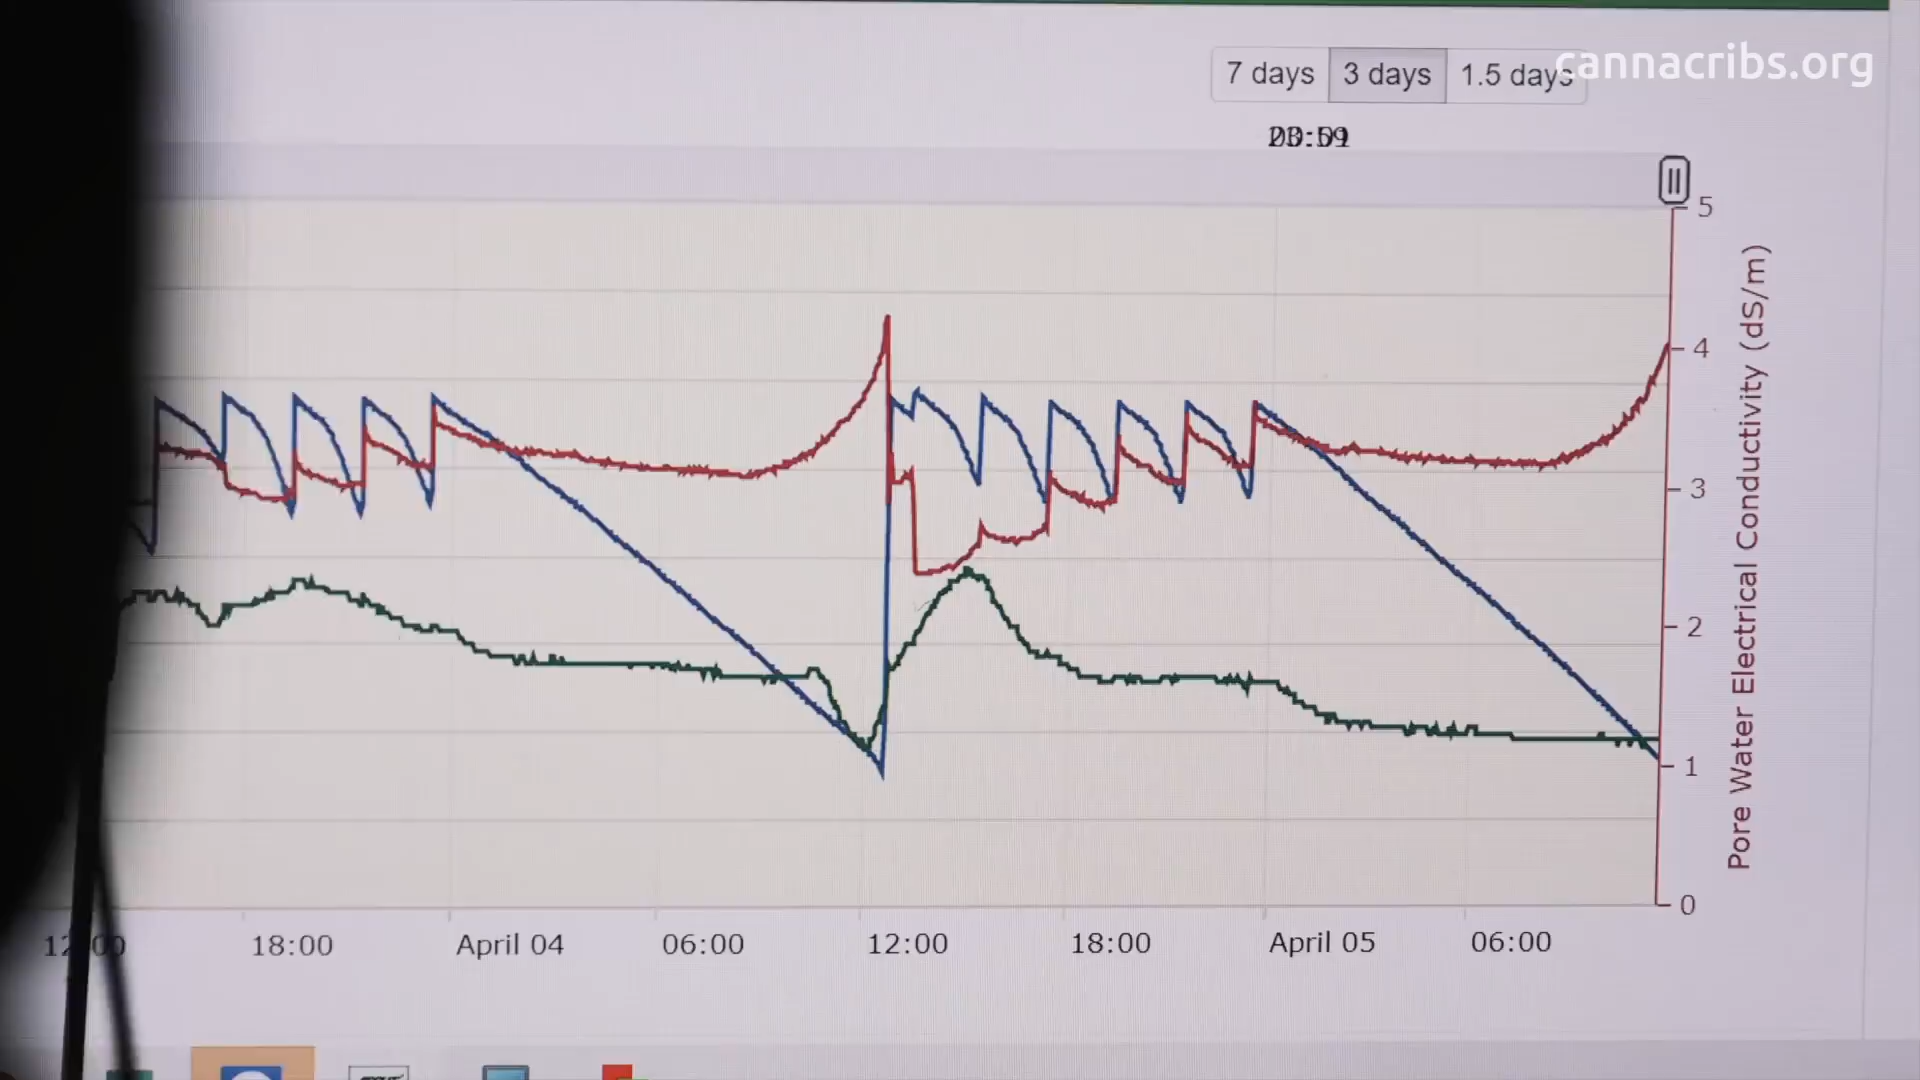 7 days 3 days 1.5 days
cannacribs.org
5
4
3
2
1
0
Pore Water Electrical Conductivity (dS/m)
18:00 April 04 06:00 12:00 18:00 April 05 06:00